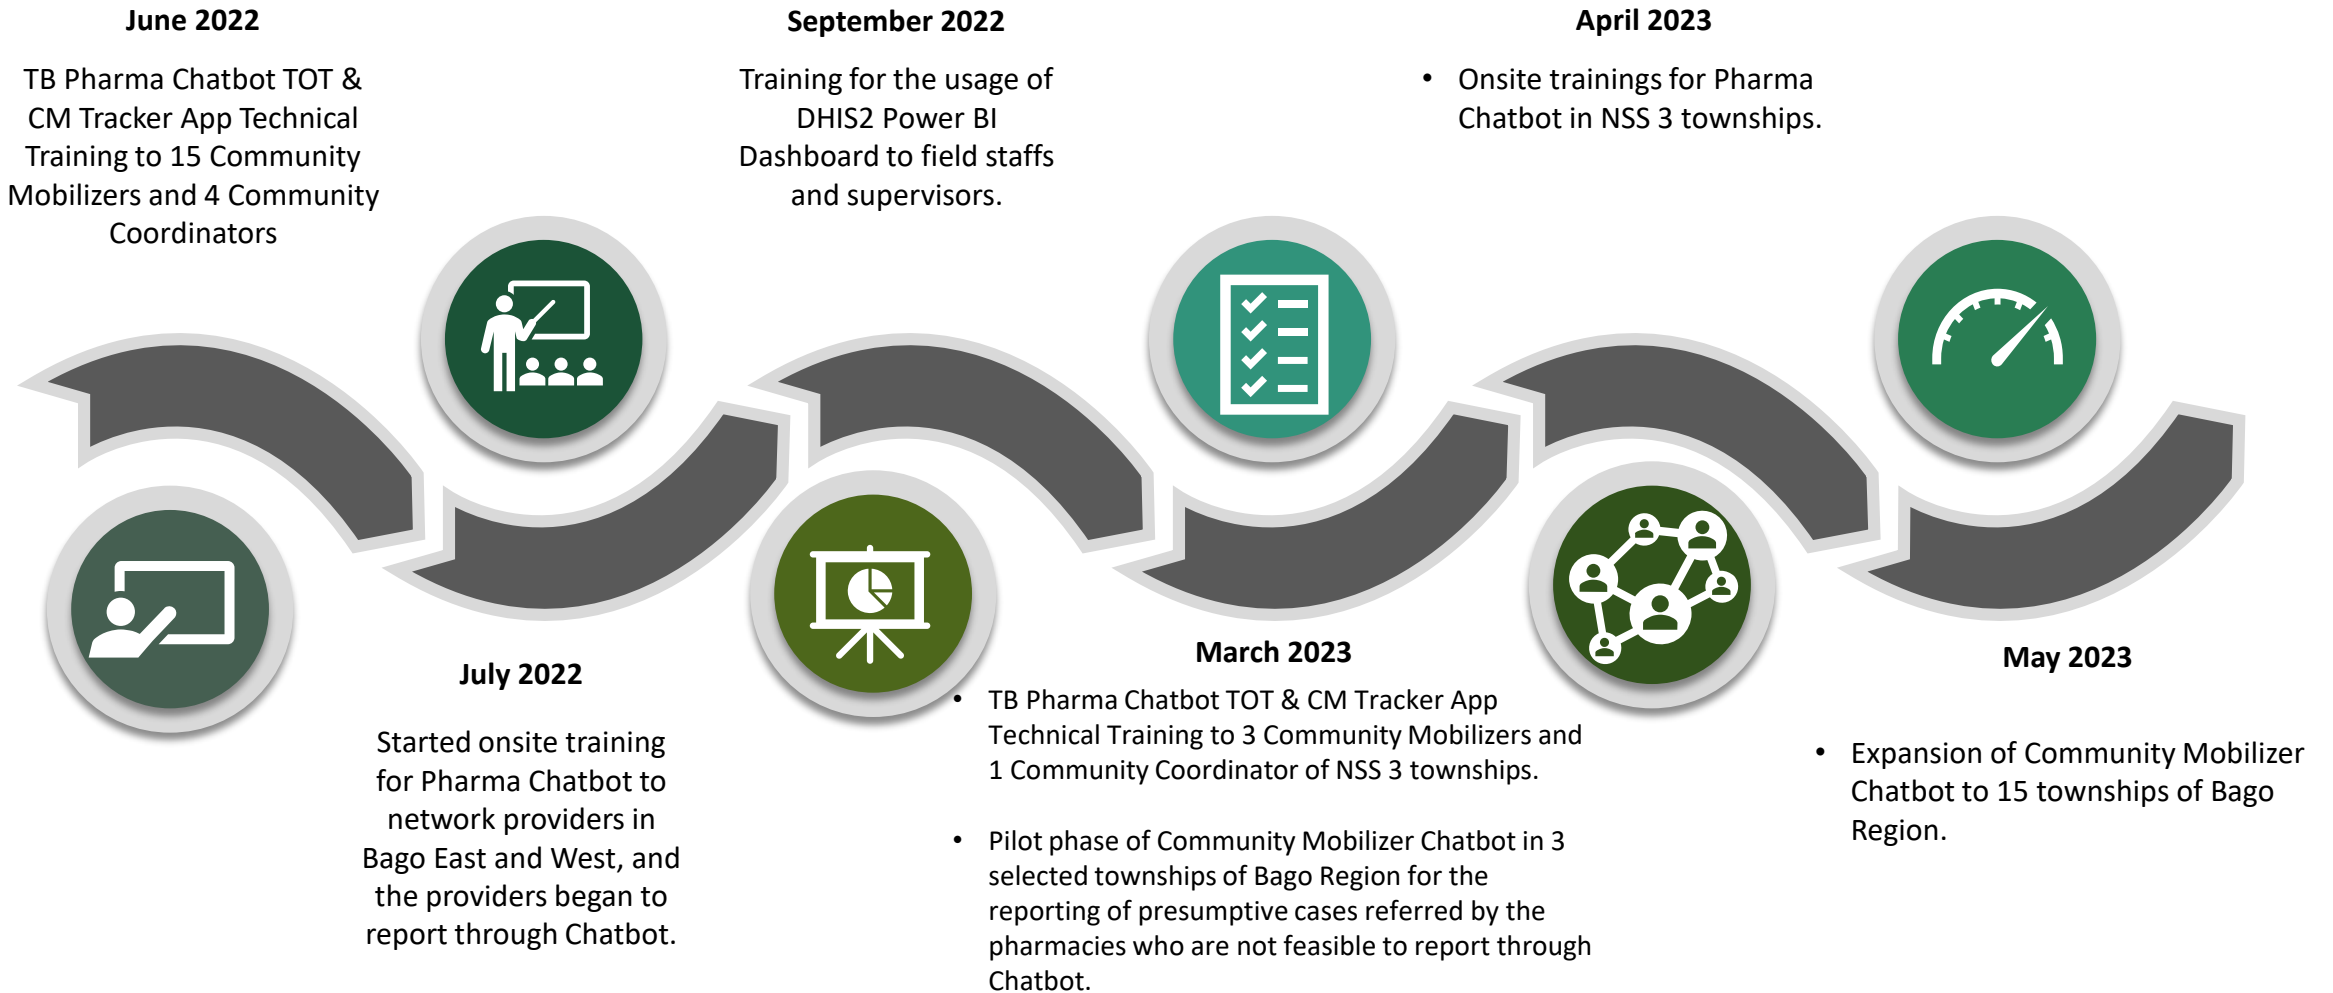 June 2022
TB Pharma Chatbot TOT &
CM Tracker App Technical
Training to 15 Community
Mobilizers and 4 Community
Coordinators
July 2022
Started onsite training
for Pharma Chatbot to
network providers in
Bago East and West, and
the providers began to
report through Chatbot.
September 2022
Training for the usage of
DHIS2 Power BI
Dashboard to field staffs
and supervisors.
March 2023
• TB Pharma Chatbot TOT & CM Tracker App
Technical Training to 3 Community Mobilizers and
1 Community Coordinator of NSS 3 townships.
• Pilot phase of Community Mobilizer Chatbot in 3
selected townships of Bago Region for the
reporting of presumptive cases referred by the
pharmacies who are not feasible to report through
Chatbot.
April 2023
• Onsite trainings for Pharma
Chatbot in NSS 3 townships.
May 2023
• Expansion of Community Mobilizer
Chatbot to 15 townships of Bago
Region.